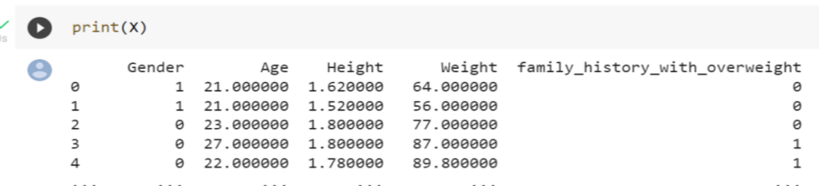 print(X)
Gender Age Height Weight family_history_with_overweight
0 1 21.000000 1.620000 64.000000 0
1 1 21.000000 1.520000 56.000000 0
2 0 23.000000 1.800000 77.000000 0
3 0 27.000000 1.800000 87.000000 1
4 0 22.000000 1.780000 89.800000 1
... ... ... ... ... ...